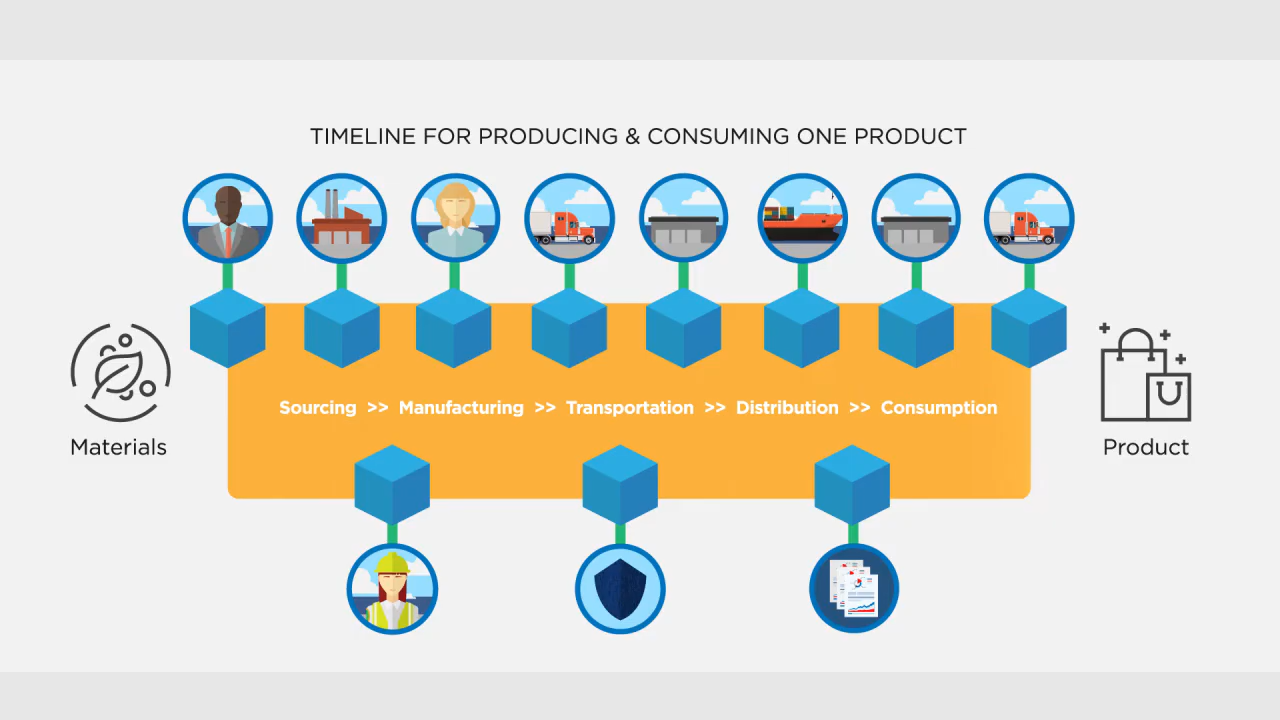 TIMELINE FOR PRODUCING & CONSUMING ONE PRODUCT
Sourcing >> Manufacturing >> Transportation >> Distribution >> Consumption
Materials
Product